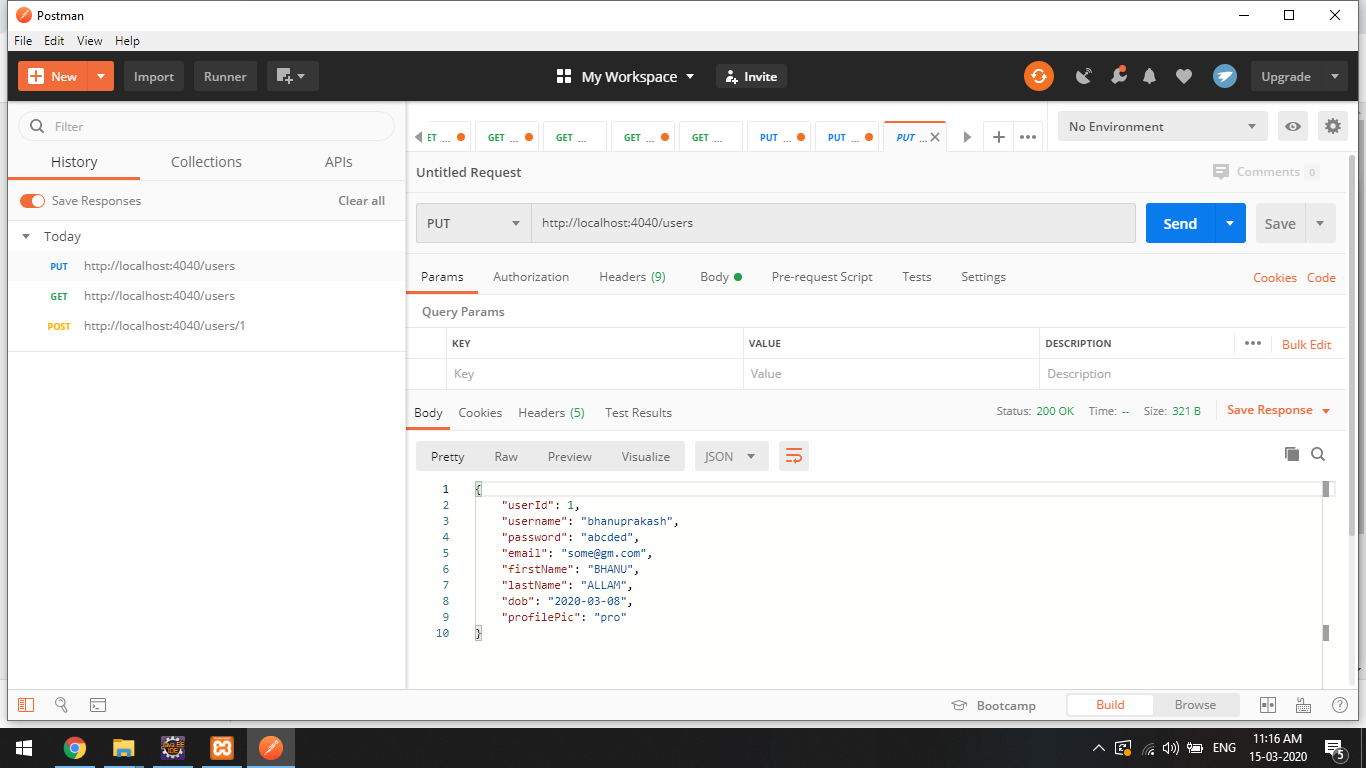 Postman
File Edit View Help
New Import Runner My Workspace Invite Upgrade
Filter
History Collections APIs
Save Responses Clear all
Today
PUT http://localhost:4040/users
GET http://localhost:4040/users
POST http://localhost:4040/users/1
ET ... GET ... GET ... GET ... GET ... PUT ... PUT ... PUT ... No Environment
Untitled Request Comments 0
PUT http://localhost:4040/users Send Save
Params Authorization Headers (9) Body Pre-request Script Tests Settings Cookies Code
Query Params
KEY VALUE DESCRIPTION ••• Bulk Edit
Key Value Description
Body Cookies Headers (5) Test Results Status: 200 OK Time: -- Size: 321 B Save Response
Pretty Raw Preview Visualize JSON
1 {
2 "userId": 1,
3 "username": "bhanuprakash",
4 "password": "abcded",
5 "email": "some@gm.com",
6 "firstName": "BHANU",
7 "lastName": "ALLAM",
8 "dob": "2020-03-08",
9 "profilePic": "pro"
10 }
Bootcamp Build Browse
ENG 11:16 AM
15-03-2020
5